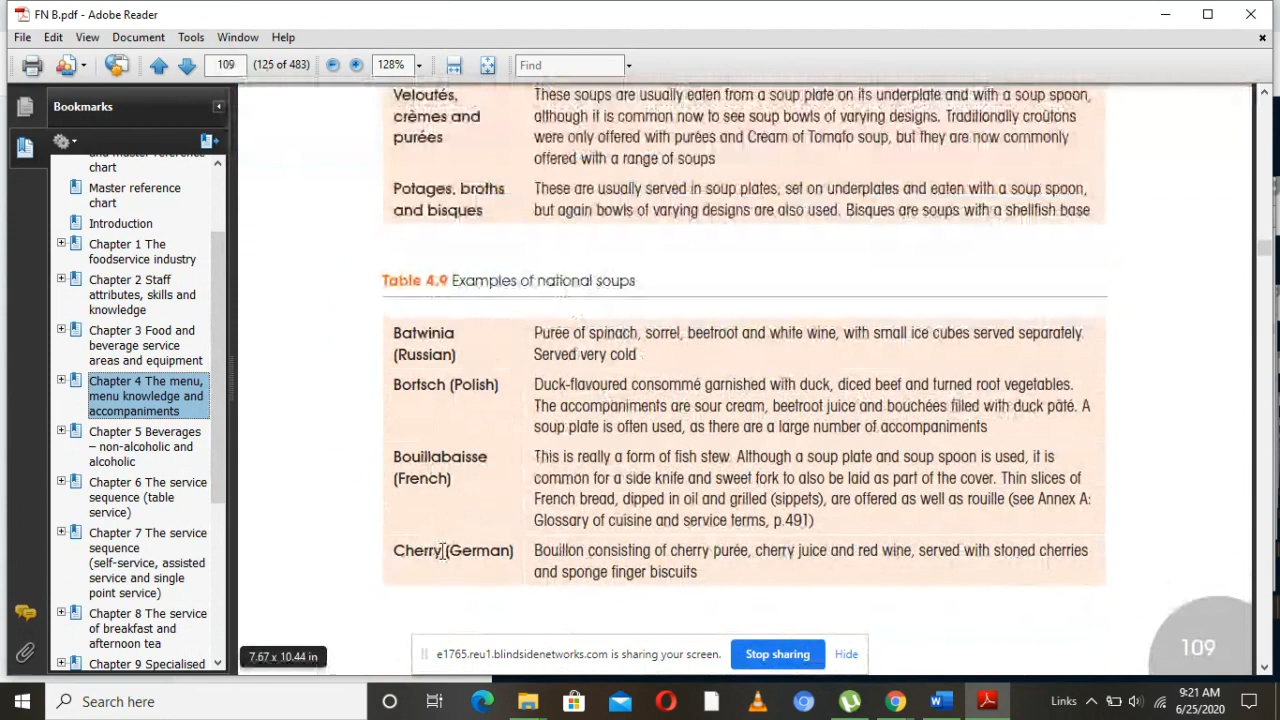 FN B.pdf - Adobe Reader
File Edit View Document Tools Window Help
109 (125 of 483) 128% Find
Bookmarks
and master reference
chart
Master reference
chart
Introduction
Chapter 1 The
foodservice industry
Chapter 2 Staff
attributes, skills and
knowledge
Chapter 3 Food and
beverage service
areas and equipment
Chapter 4 The menu,
menu knowledge and
accompaniments
Chapter 5 Beverages
– non-alcoholic and
alcoholic
Chapter 6 The service
sequence (table
service)
Chapter 7 The service
sequence
(self-service, assisted
service and single
point service)
Chapter 8 The service
of breakfast and
afternoon tea
Chapter 9 Specialised
Veloutés, These soups are usually eaten from a soup plate on its underplate and with a soup spoon,
crèmes and although it is common now to see soup bowls of varying designs. Traditionally croûtons
purées were only offered with purées and Cream of Tomato soup, but they are now commonly
offered with a range of soups
Potages, broths These are usually served in soup plates, set on underplates and eaten with a soup spoon,
and bisques but again bowls of varying designs are also used. Bisques are soups with a shellfish base
Table 4.9 Examples of national soups
Batwinia Purée of spinach, sorrel, beetroot and white wine, with small ice cubes served separately.
(Russian) Served very cold
Bortsch (Polish) Duck-flavoured consommé garnished with duck, diced beef and turned root vegetables.
The accompaniments are sour cream, beetroot juice and bouchées filled with duck pâté. A
soup plate is often used, as there are a large number of accompaniments
Bouillabaisse This is really a form of fish stew. Although a soup plate and soup spoon is used, it is
(French) common for a side knife and sweet fork to also be laid as part of the cover. Thin slices of
French bread, dipped in oil and grilled (sippets), are offered as well as rouille (see Annex A:
Glossary of cuisine and service terms, p.491)
Cherry (German) Bouillon consisting of cherry purée, cherry juice and red wine, served with stoned cherries
and sponge finger biscuits
109
7.67 x 10.44 in
e1765.reu1.blindsidenetworks.com is sharing your screen. Stop sharing Hide
Search here
Links
9:21 AM
6/25/2020